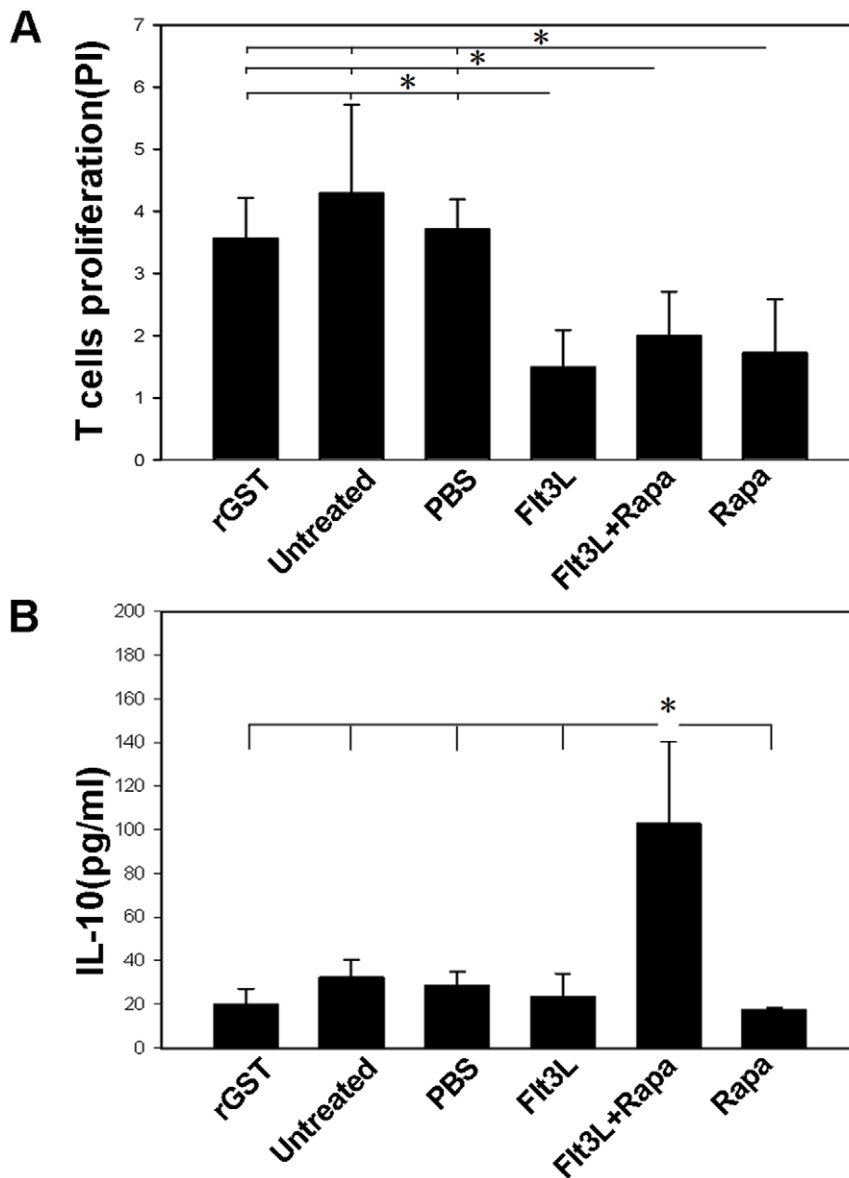 A
T cells proliferation(PI)
7
6
5
4
3
2
1
0
*
*
*
rGST
Untreated
PBS
Flt3L
Flt3L+Rapa
Rapa
B
IL-10(pg/ml)
200
180
160
140
120
100
80
60
40
20
0
*
rGST
Untreated
PBS
Flt3L
Flt3L+Rapa
Rapa